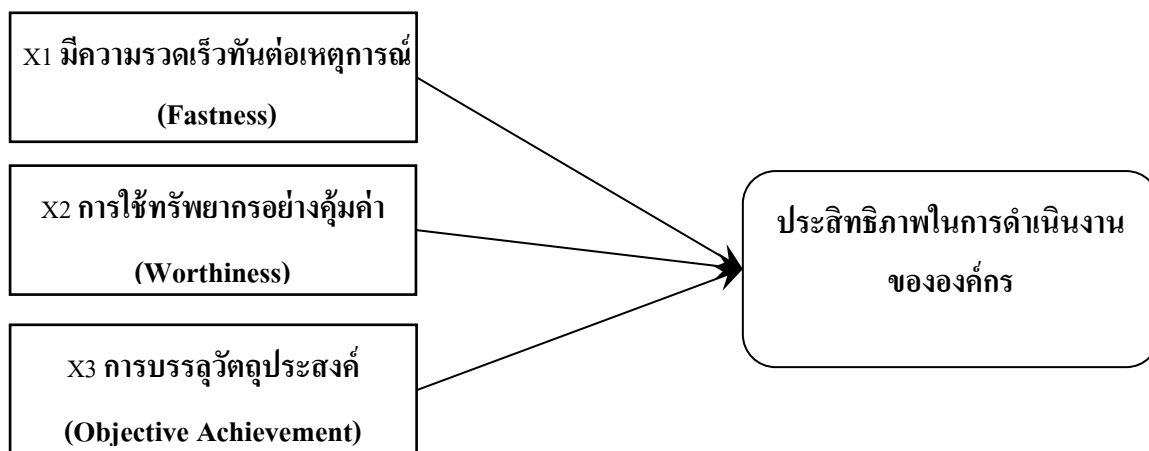 X1 มีความรวดเร็วทันต่อเหตุการณ์
(Fastness)
X2 การใช้ทรัพยากรอย่างคุ้มค่า
(Worthiness)
X3 การบรรลุวัตถุประสงค์
(Objective Achievement)
ประสิทธิภาพในการดำเนินงาน
ขององค์กร